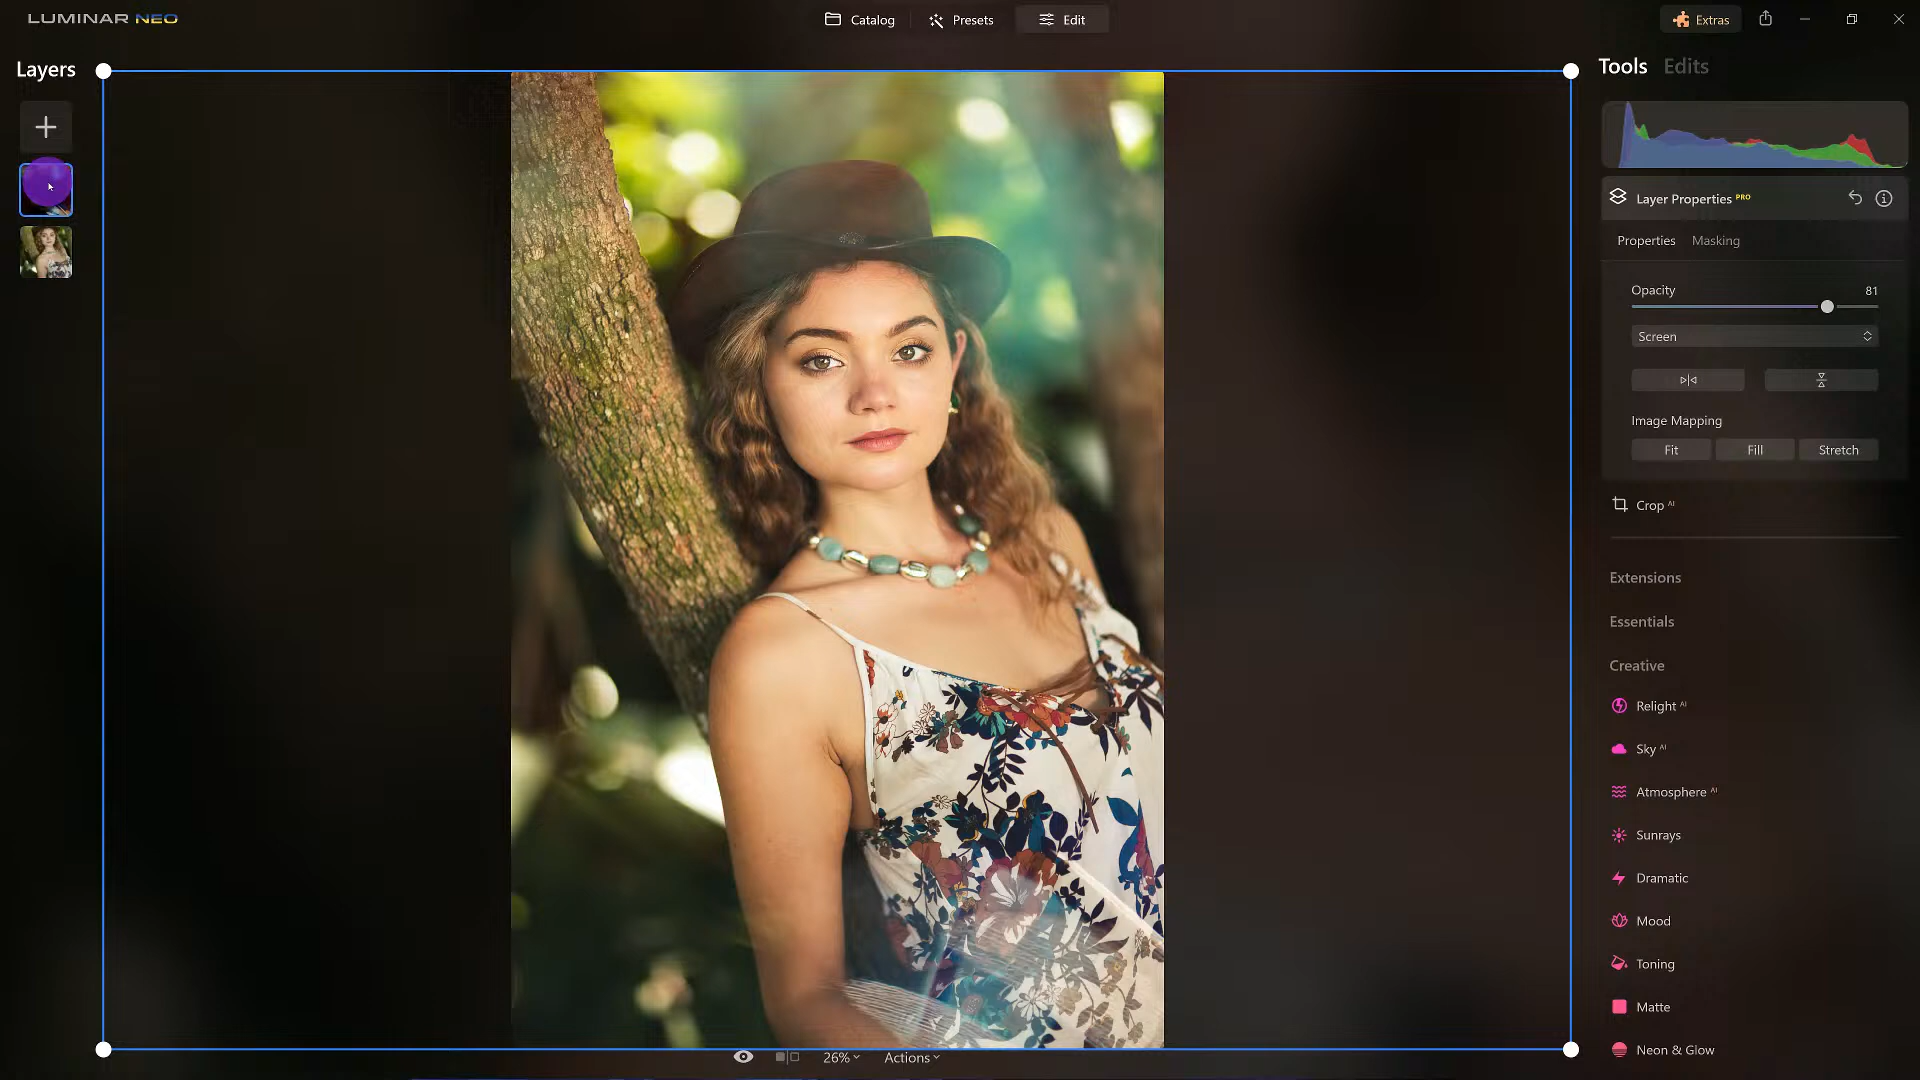 LUMINAR NEO
Catalog
Presets
Edit
Extras
Layers
Tools
Edits
Layer Properties PRO
Properties
Masking
Opacity
81
Screen
Image Mapping
Fit
Fill
Stretch
Crop AI
Extensions
Essentials
Creative
Relight AI
Sky AI
Atmosphere AI
Sunrays
Dramatic
Mood
Toning
Matte
Neon & Glow
26%
Actions